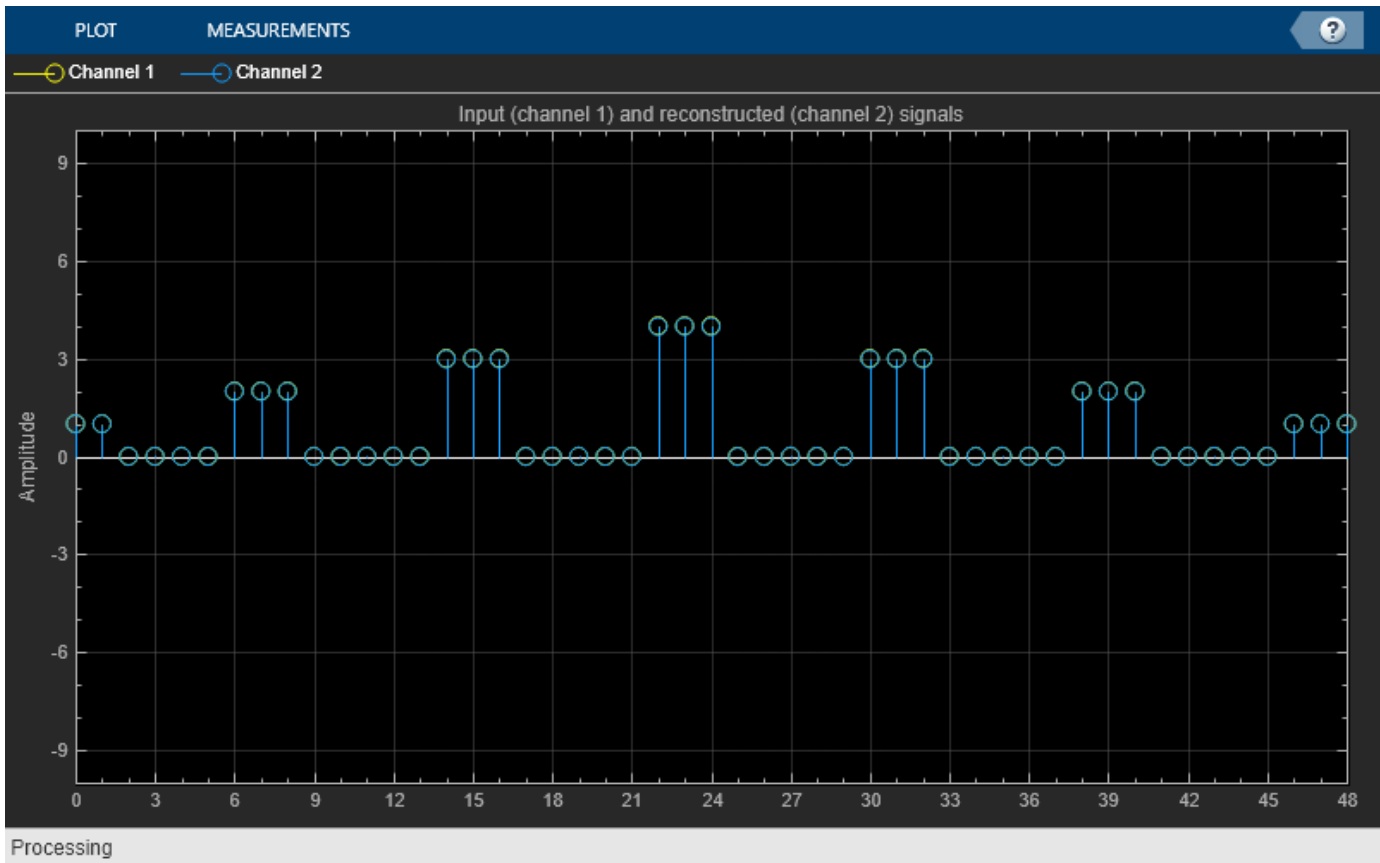 PLOT MEASUREMENTS ?
Channel 1 Channel 2
Input (channel 1) and reconstructed (channel 2) signals
Amplitude
9
6
3
0
-3
-6
-9
0 3 6 9 12 15 18 21 24 27 30 33 36 39 42 45 48
Processing